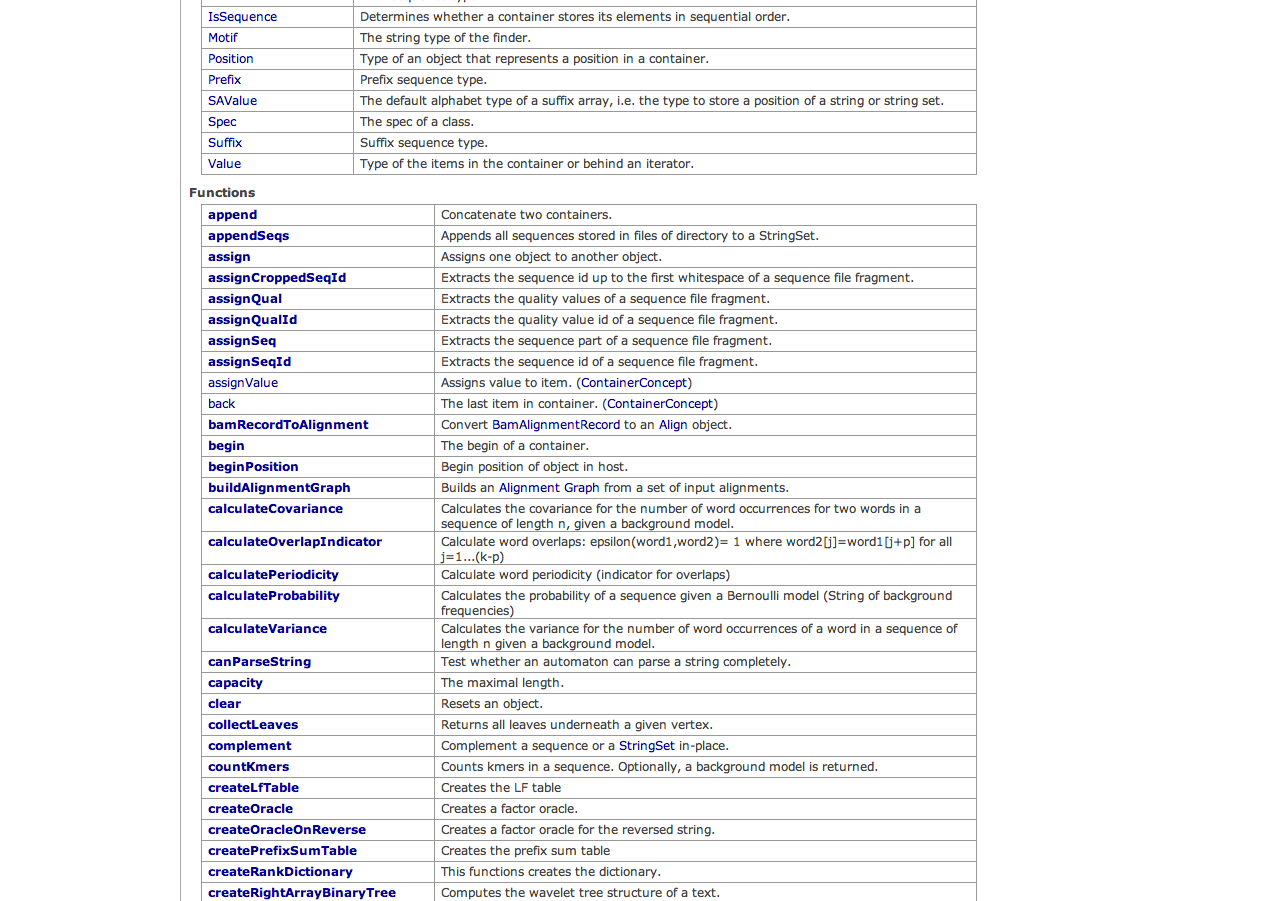 IsSequence Determines whether a container stores its elements in sequential order.
Motif The string type of the finder.
Position Type of an object that represents a position in a container.
Prefix Prefix sequence type.
SAValue The default alphabet type of a suffix array, i.e. the type to store a position of a string or string set.
Spec The spec of a class.
Suffix Suffix sequence type.
Value Type of the items in the container or behind an iterator.
Functions
append Concatenate two containers.
appendSeqs Appends all sequences stored in files of directory to a StringSet.
assign Assigns one object to another object.
assignCroppedSeqId Extracts the sequence id up to the first whitespace of a sequence file fragment.
assignQual Extracts the quality values of a sequence file fragment.
assignQualId Extracts the quality value id of a sequence file fragment.
assignSeq Extracts the sequence part of a sequence file fragment.
assignSeqId Extracts the sequence id of a sequence file fragment.
assignValue Assigns value to item. (ContainerConcept)
back The last item in container. (ContainerConcept)
bamRecordToAlignment Convert BamAlignmentRecord to an Align object.
begin The begin of a container.
beginPosition Begin position of object in host.
buildAlignmentGraph Builds an Alignment Graph from a set of input alignments.
calculateCovariance Calculates the covariance for the number of word occurrences for two words in a
sequence of length n, given a background model.
calculateOverlapIndicator Calculate word overlaps: epsilon(word1,word2)= 1 where word2[j]=word1[j+p] for all
j=1...(k-p)
calculatePeriodicity Calculate word periodicity (indicator for overlaps)
calculateProbability Calculates the probability of a sequence given a Bernoulli model (String of background
frequencies)
calculateVariance Calculates the variance for the number of word occurrences of a word in a sequence of
length n given a background model.
canParseString Test whether an automaton can parse a string completely.
capacity The maximal length.
clear Resets an object.
collectLeaves Returns all leaves underneath a given vertex.
complement Complement a sequence or a StringSet in-place.
countKmers Counts kmers in a sequence. Optionally, a background model is returned.
createLfTable Creates the LF table
createOracle Creates a factor oracle.
createOracleOnReverse Creates a factor oracle for the reversed string.
createPrefixSumTable Creates the prefix sum table
createRankDictionary This functions creates the dictionary.
createRightArrayBinaryTree Computes the wavelet tree structure of a text.